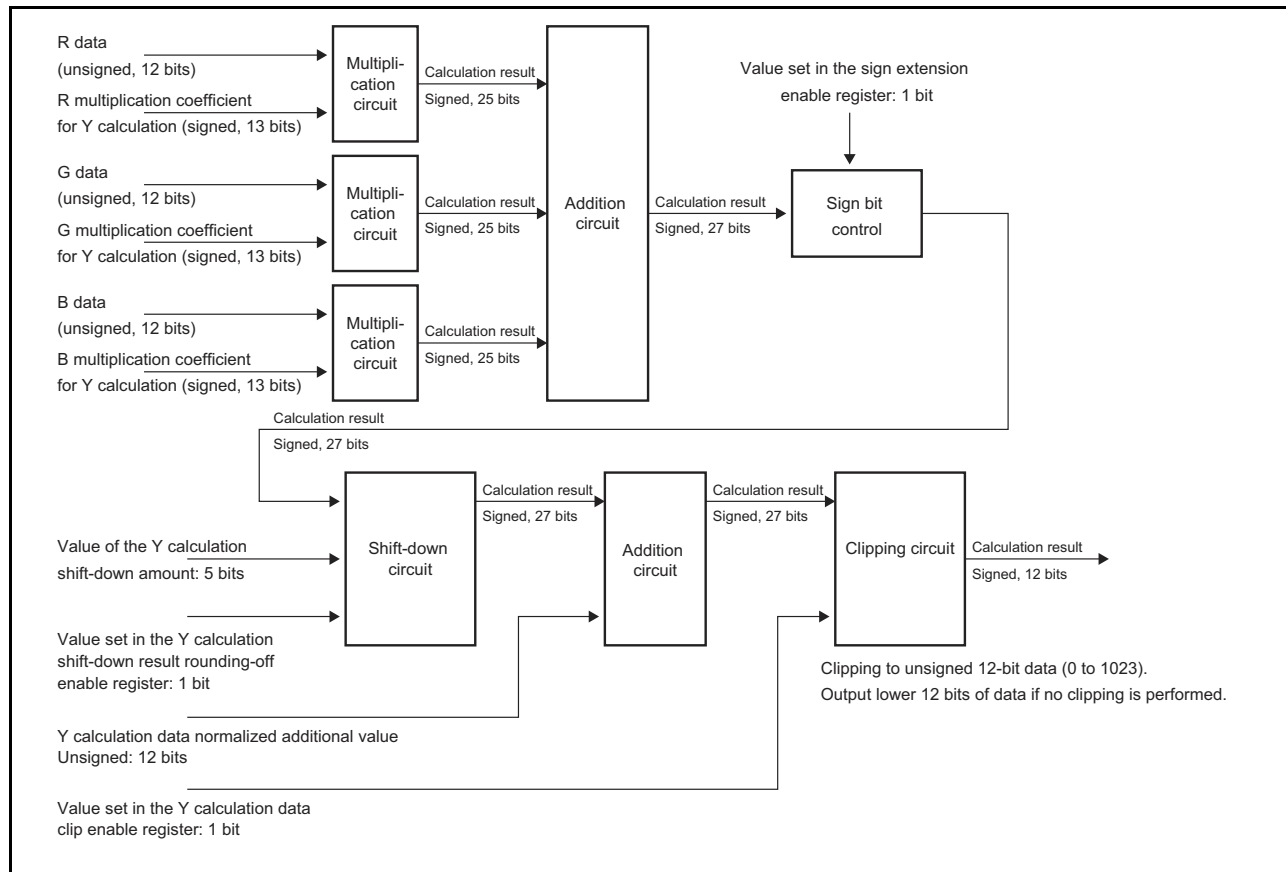 R data
(unsigned, 12 bits)
R multiplication coefficient
for Y calculation (signed, 13 bits)
Multipli-
cation
circuit
Calculation result
Signed, 25 bits
G data
(unsigned, 12 bits)
G multiplication coefficient
for Y calculation (signed, 13 bits)
Multipli-
cation
circuit
Calculation result
Signed, 25 bits
B data
(unsigned, 12 bits)
B multiplication coefficient
for Y calculation (signed, 13 bits)
Multipli-
cation
circuit
Calculation result
Signed, 25 bits
Addition
circuit
Calculation result
Signed, 27 bits
Value set in the sign extension
enable register: 1 bit
Sign bit
control
Calculation result
Signed, 27 bits
Value of the Y calculation
shift-down amount: 5 bits
Value set in the Y calculation
shift-down result rounding-off
enable register: 1 bit
Shift-down
circuit
Calculation result
Signed, 27 bits
Y calculation data normalized additional value
Unsigned: 12 bits
Addition
circuit
Calculation result
Signed, 27 bits
Value set in the Y calculation data
clip enable register: 1 bit
Clipping circuit
Calculation result
Signed, 12 bits
Clipping to unsigned 12-bit data (0 to 1023).
Output lower 12 bits of data if no clipping is performed.